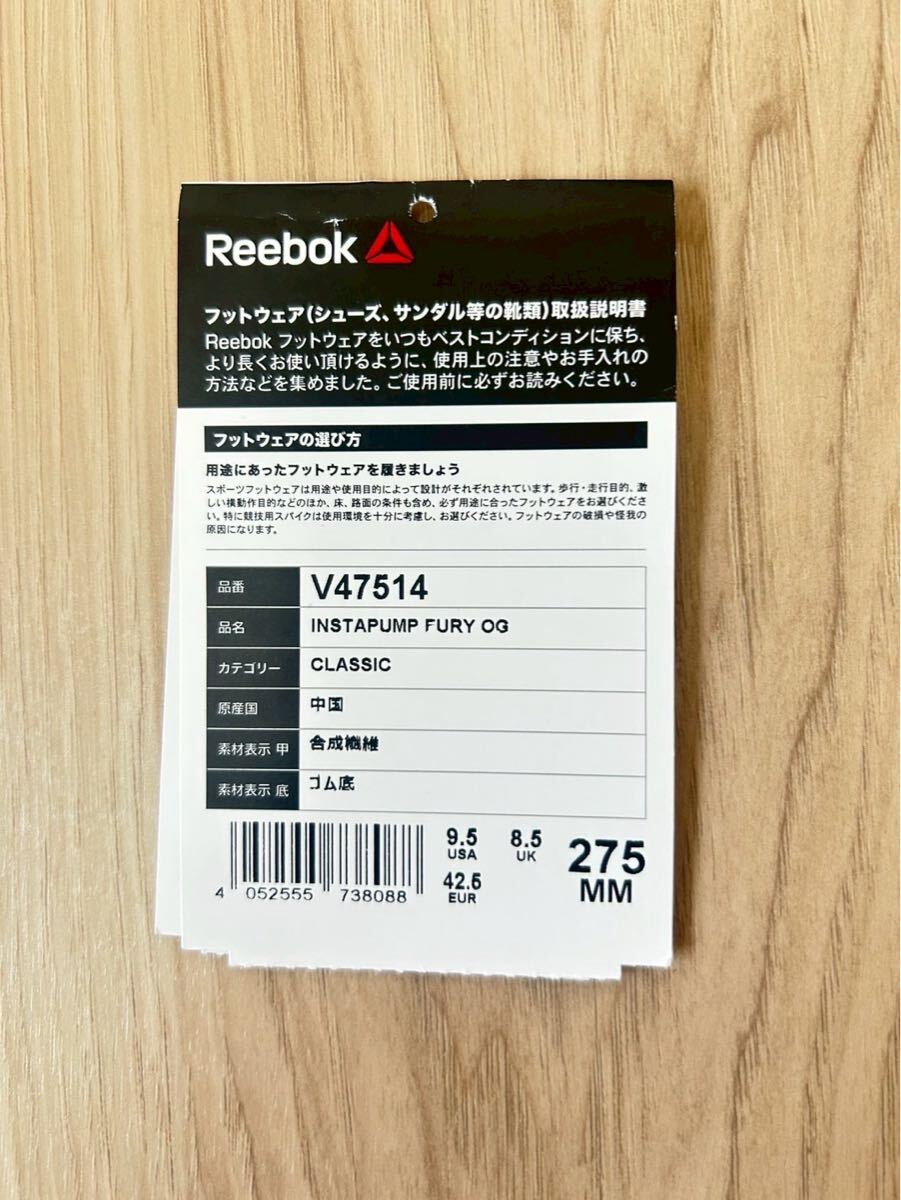 Reebok
フットウェア(シューズ、サンダル等の靴類)取扱説明書
Reebok フットウェアをいつもベストコンディションに保ち、
より長くお使い頂けるように、使用上の注意やお手入れの
方法などを集めました。ご使用前に必ずお読みください。
フットウェアの選び方
用途にあったフットウェアを履きましょう
スポーツフットウェアは用途や使用目的によって設計がそれぞれされています。歩行・走行目的、激
しい横動作目的などのほか、床、路面の条件も含め、必ず用途に合ったフットウェアをお選びくださ
い。特に競技用スパイクは使用環境を十分に考慮し、お選びください。フットウェアの破損や怪我の
原因になります。
品番 V47514
品名 INSTAPUMP FURY OG
カテゴリー CLASSIC
原産国 中国
素材表示 甲 合成繊維
素材表示 底 ゴム底
4 052555 738088
9.5 USA
8.5 UK
42.5 EUR
275 MM